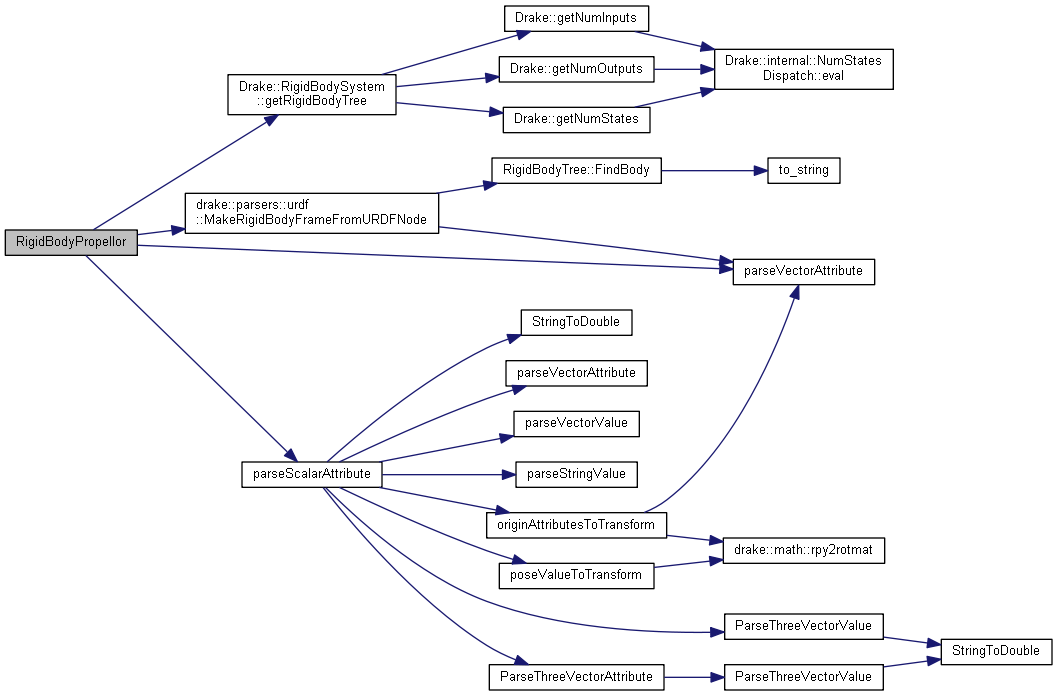 Drake::getNumInputs
Drake::internal::NumStates
Dispatch::eval
Drake::getNumOutputs
Drake::RigidBodySystem
::getRigidBodyTree
Drake::getNumStates
RigidBodyTree::FindBody
to_string
drake::parsers::urdf
::MakeRigidBodyFrameFromURDFNode
RigidBodyPropellor
parseVectorAttribute
StringToDouble
parseVectorAttribute
parseVectorValue
parseScalarAttribute
parseStringValue
originAttributesToTransform
drake::math::rpy2rotmat
poseValueToTransform
ParseThreeVectorValue
StringToDouble
ParseThreeVectorAttribute
ParseThreeVectorValue